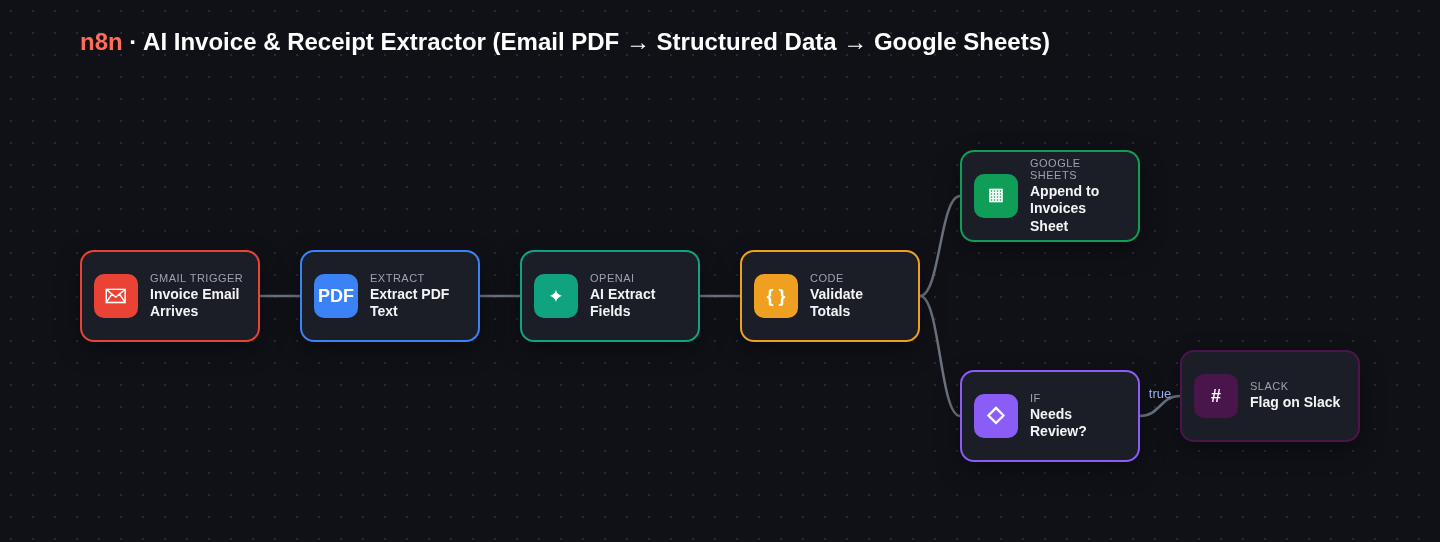 n8n · AI Invoice & Receipt Extractor (Email PDF → Structured Data → Google Sheets)
GMAIL TRIGGER
Invoice Email
Arrives
PDF
EXTRACT
Extract PDF
Text
OPENAI
AI Extract
Fields
{ }
CODE
Validate
Totals
GOOGLE
SHEETS
Append to
Invoices
Sheet
IF
Needs
Review?
true
#
SLACK
Flag on Slack